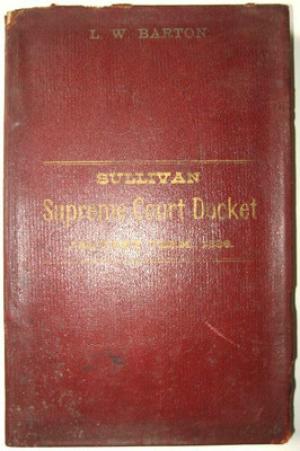 L. W. BARTON
SULLIVAN
Supreme Court Docket
TERM,